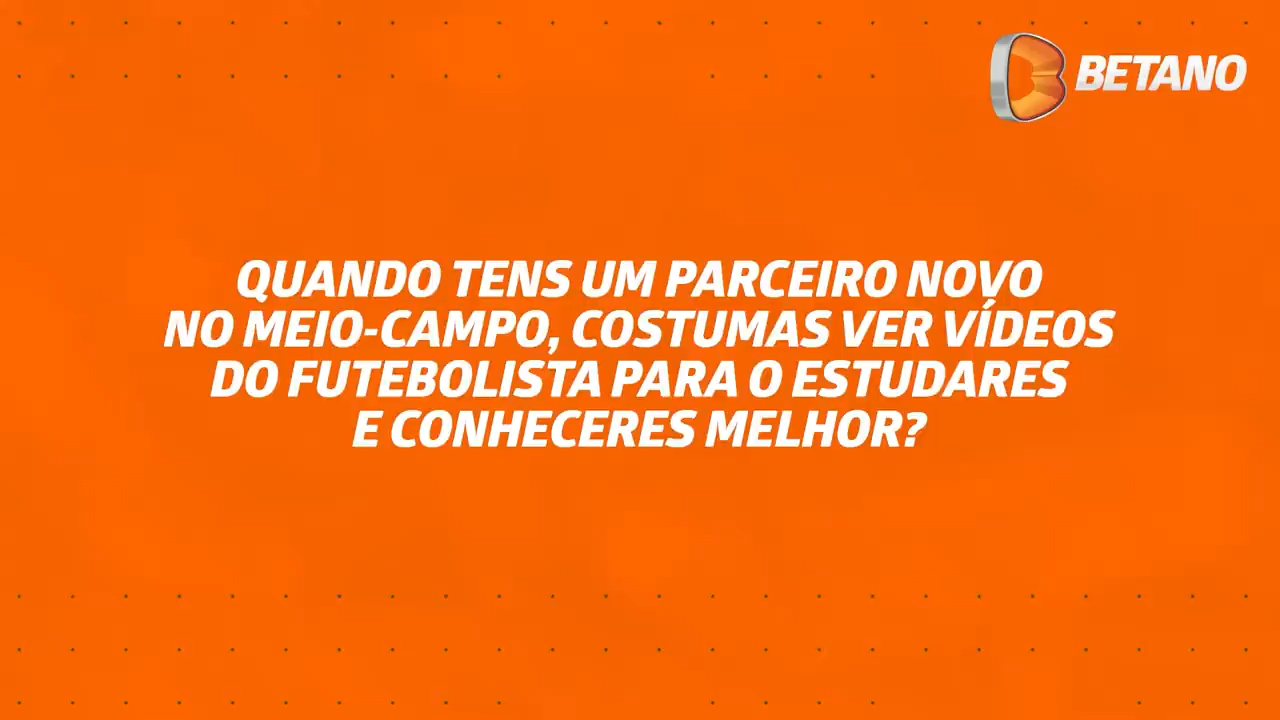 BETANO
QUANDO TENS UM PARCEIRO NOVO
NO MEIO-CAMPO, COSTUMAS VER VÍDEOS
DO FUTEBOLISTA PARA O ESTUDARES
E CONHECERES MELHOR?